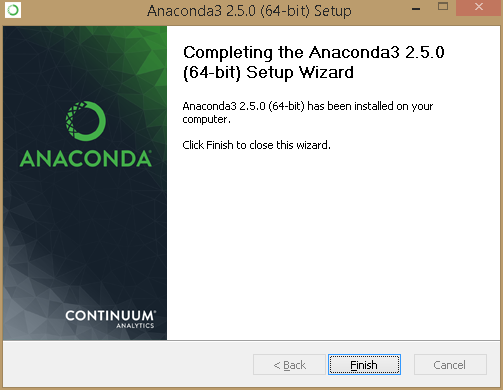 Anaconda3 2.5.0 (64-bit) Setup
Completing the Anaconda3 2.5.0
(64-bit) Setup Wizard
Anaconda3 2.5.0 (64-bit) has been installed on your
computer.
Click Finish to close this wizard.
ANACONDA
CONTINUUM®
ANALYTICS
< Back
Finish
Cancel